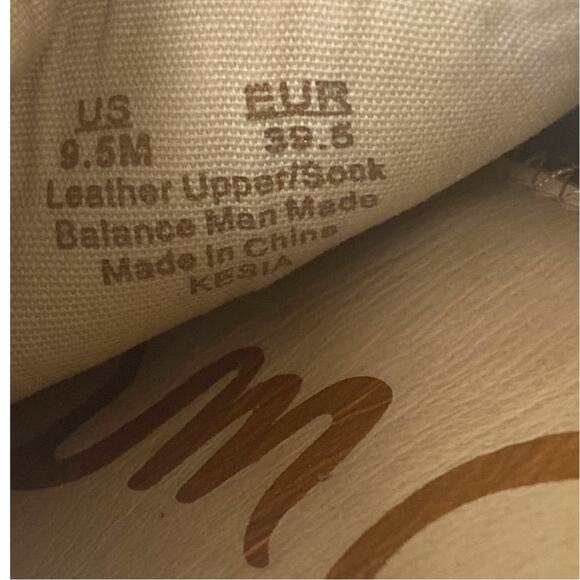 US EUR
9.5M 39.5
Leather Upper/Sock
Balance Man Made
Made in China
KESIA
m